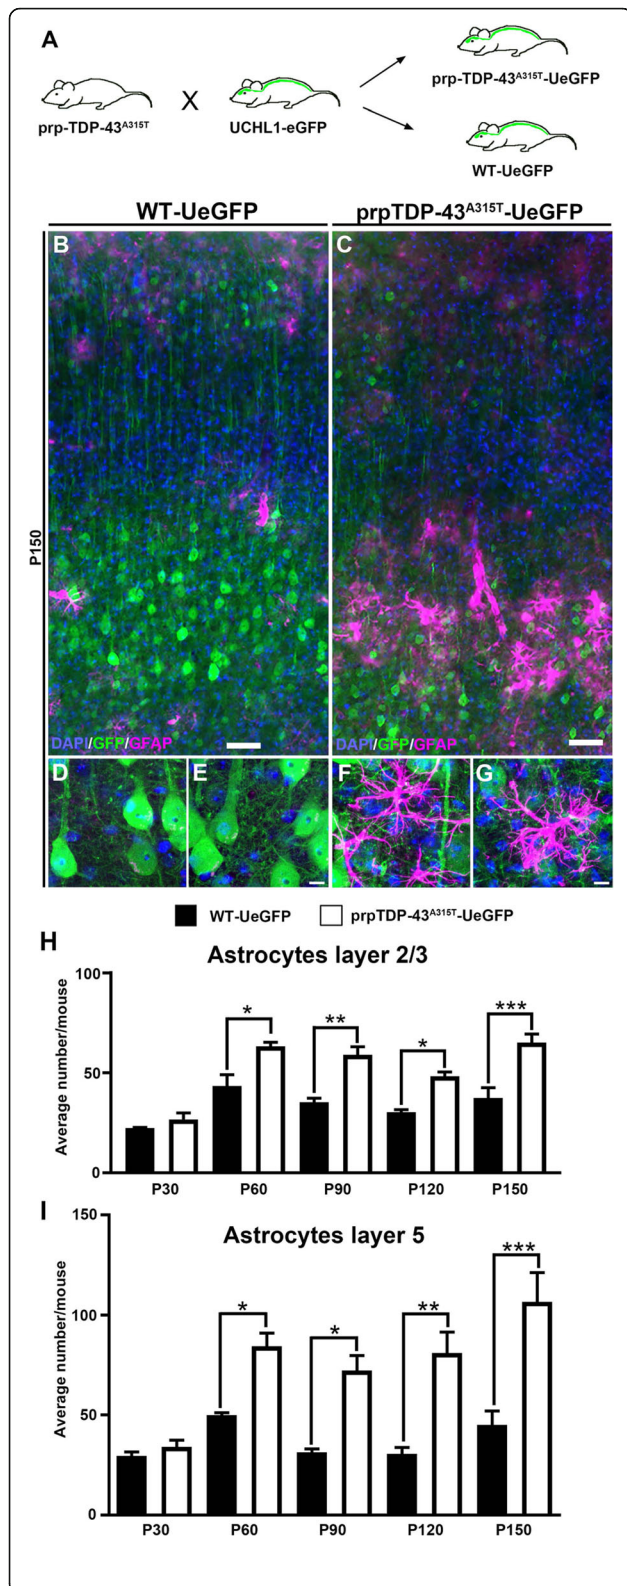 A
prp-TDP-43A315T
X
UCHL1-eGFP
prp-TDP-43A315T-UeGFP
WT-UeGFP
WT-UeGFP
prpTDP-43A315T-UeGFP
P150
B
C
DAPI/GFP/GFAP
DAPI/GFP/GFAP
D
E
F
G
WT-UeGFP
prpTDP-43A315T-UeGFP
H
Astrocytes layer 2/3
Average number/mouse
100
50
0
*
**
*
***
P30
P60
P90
P120
P150
I
Astrocytes layer 5
Average number/mouse
150
100
50
0
*
*
**
***
P30
P60
P90
P120
P150